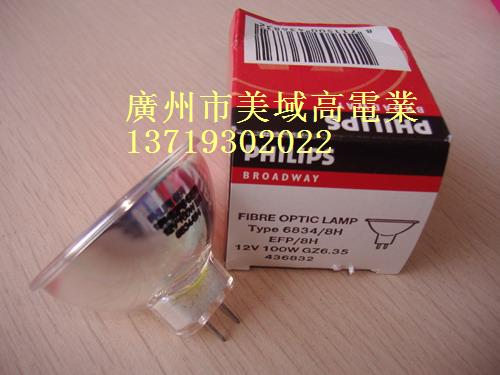 廣州市美域高電業
13719302022
PHILIPS
PHILIPS
BROADWAY
FIBRE OPTIC LAMP
Type 6834/8H
EFP/8H
12V 100W GZ6.35
436832